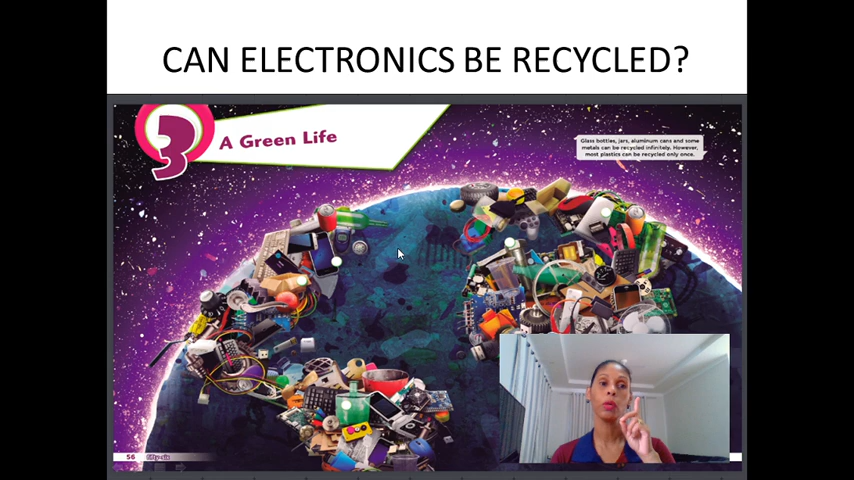 CAN ELECTRONICS BE RECYCLED?
3
A Green Life
Glass bottles, jars, aluminum cans and some
metals can be recycled infinitely. However,
most plastics can be recycled only once.
56 fifty-six